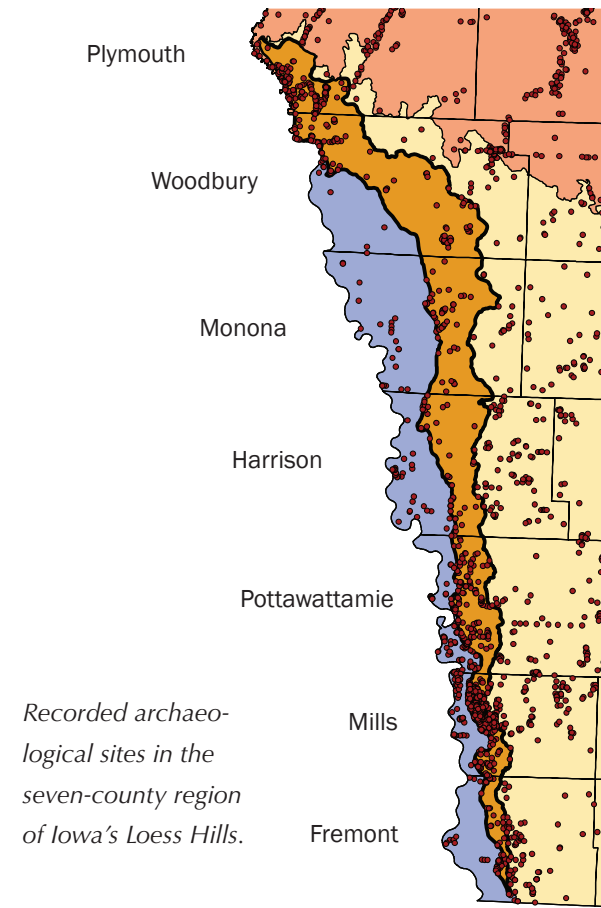 Plymouth
Woodbury
Monona
Harrison
Pottawattamie
Mills
Fremont
Recorded archaeo-
logical sites in the
seven-county region
of Iowa's Loess Hills.